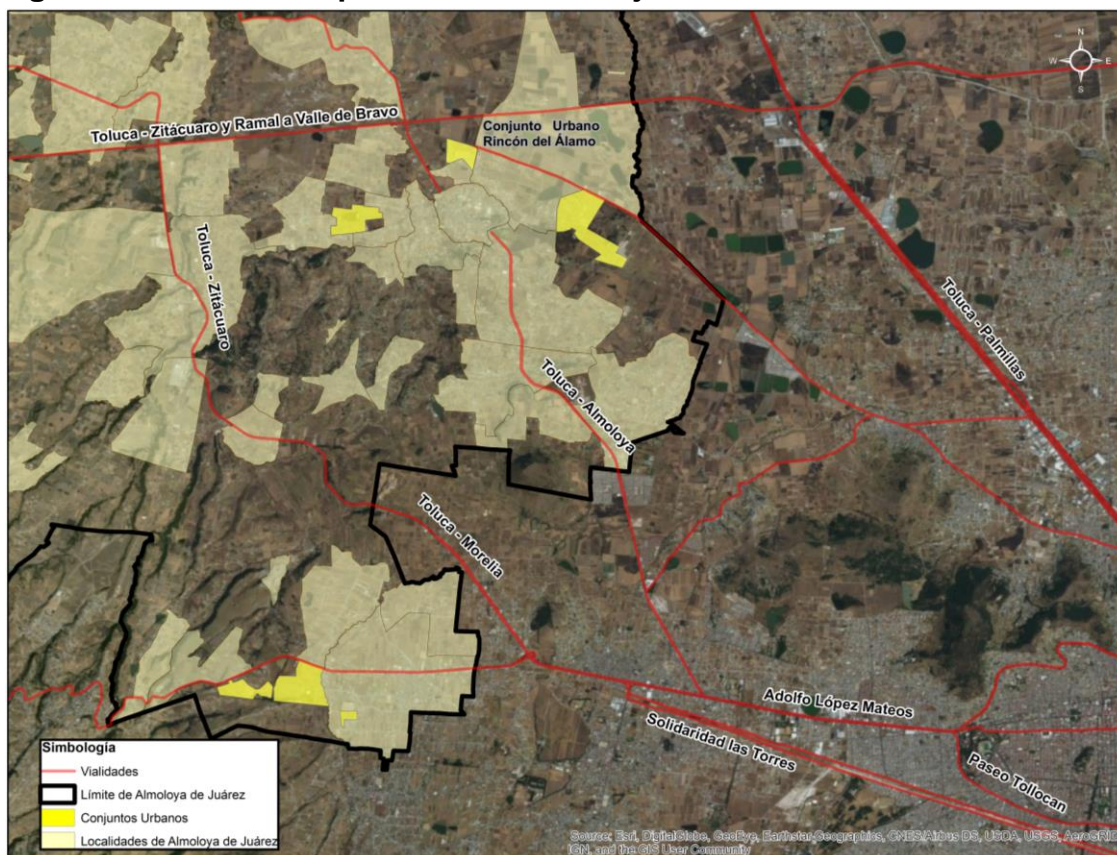 N
W E
S
Toluca - Zitácuaro y Ramal a Valle de Bravo
Conjunto Urbano
Rincón del Álamo
Toluca - Zitácuaro
Toluca - Palmillas
Toluca - Almoloya
Toluca - Morelia
Adolfo López Mateos
Solidaridad las Torres
Paseo Tollocan
Simbología
Vialidades
Límite de Almoloya de Juárez
Conjuntos Urbanos
Localidades de Almoloya de Juárez
Source: Esri, DigitalGlobe, GeoEye, Earthstar Geographics, CNES/Airbus DS, USDA, USGS, AeroGRID,
IGN, and the GIS User Community